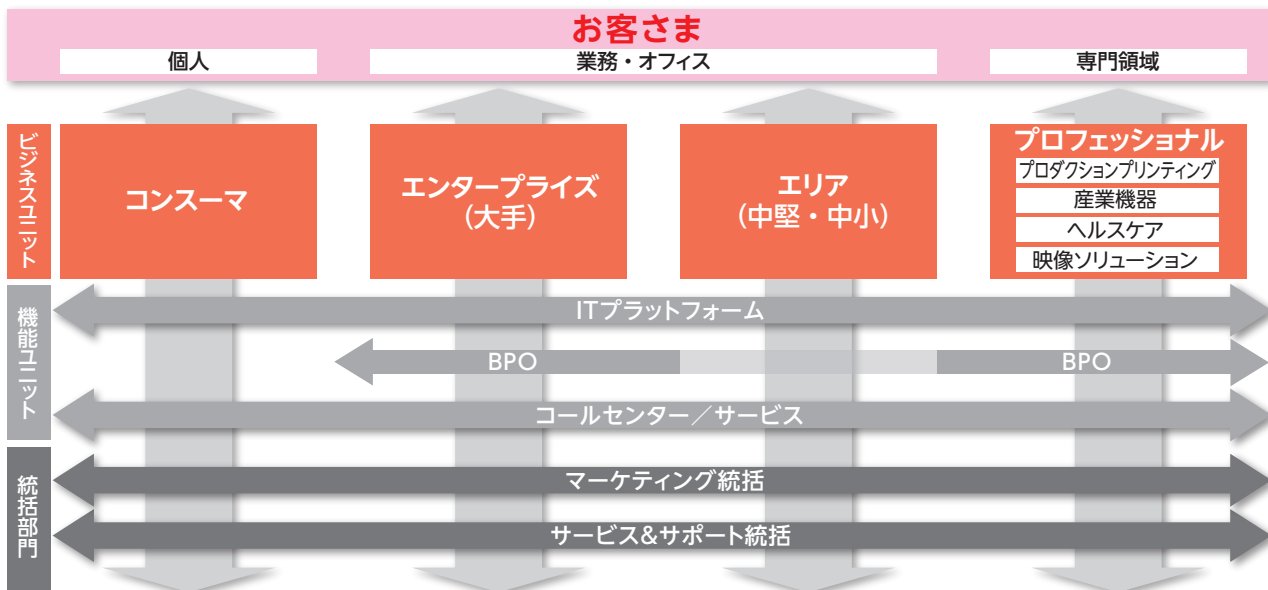 お客さま
個人
業務・オフィス
専門領域
ビジネスユニット
コンスーマ
エンタープライズ
(大手)
エリア
(中堅・中小)
プロフェッショナル
プロダクションプリンティング
産業機器
ヘルスケア
映像ソリューション
機能ユニット
ITプラットフォーム
BPO
BPO
コールセンター／サービス
統括部門
マーケティング統括
サービス&サポート統括